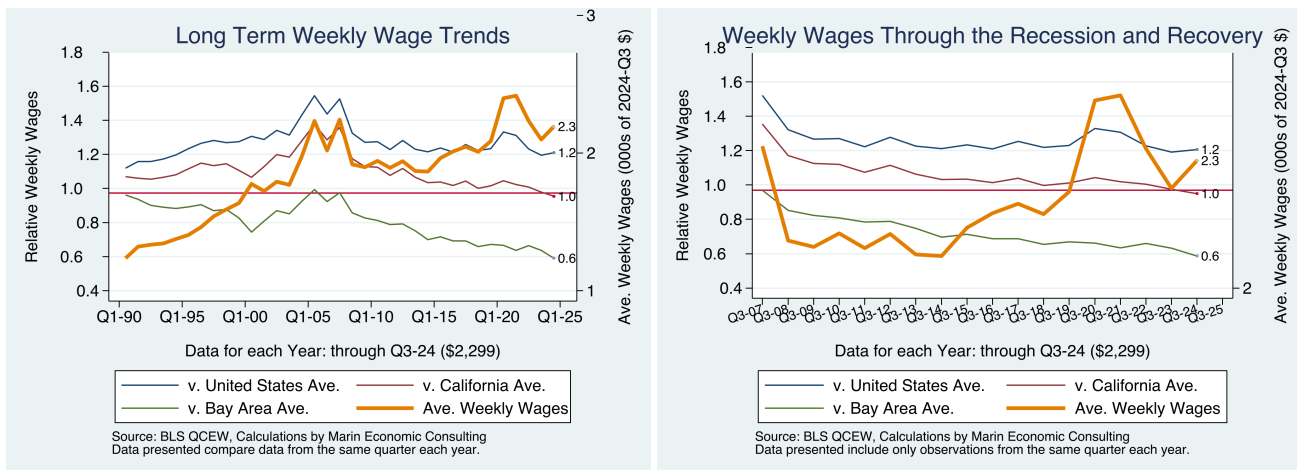 Long Term Weekly Wage Trends
3
1.8
1.6
1.4
1.2
1.0
0.8
0.6
0.4
Relative Weekly Wages
2.3
1.2
1.0
0.6
2
1
Ave. Weekly Wages (000s of 2024-Q3 $)
Q1-90 Q1-95 Q1-00 Q1-05 Q1-10 Q1-15 Q1-20 Q1-25
Data for each Year: through Q3-24 ($2,299)
v. United States Ave. v. California Ave.
v. Bay Area Ave. Ave. Weekly Wages
Source: BLS QCEW, Calculations by Marin Economic Consulting
Data presented compare data from the same quarter each year.
Weekly Wages Through the Recession and Recovery
1.8
1.6
1.4
1.2
1.0
0.8
0.6
0.4
Relative Weekly Wages
1.2
2.3
1.0
0.6
2
Ave. Weekly Wages (000s of 2024-Q3 $)
Q3-07 Q3-08 Q3-09 Q3-10 Q3-11 Q3-12 Q3-13 Q3-14 Q3-15 Q3-16 Q3-17 Q3-18 Q3-19 Q3-20 Q3-21 Q3-22 Q3-23 Q3-24 Q3-25
Data for each Year: through Q3-24 ($2,299)
v. United States Ave. v. California Ave.
v. Bay Area Ave. Ave. Weekly Wages
Source: BLS QCEW, Calculations by Marin Economic Consulting
Data presented include only observations from the same quarter each year.